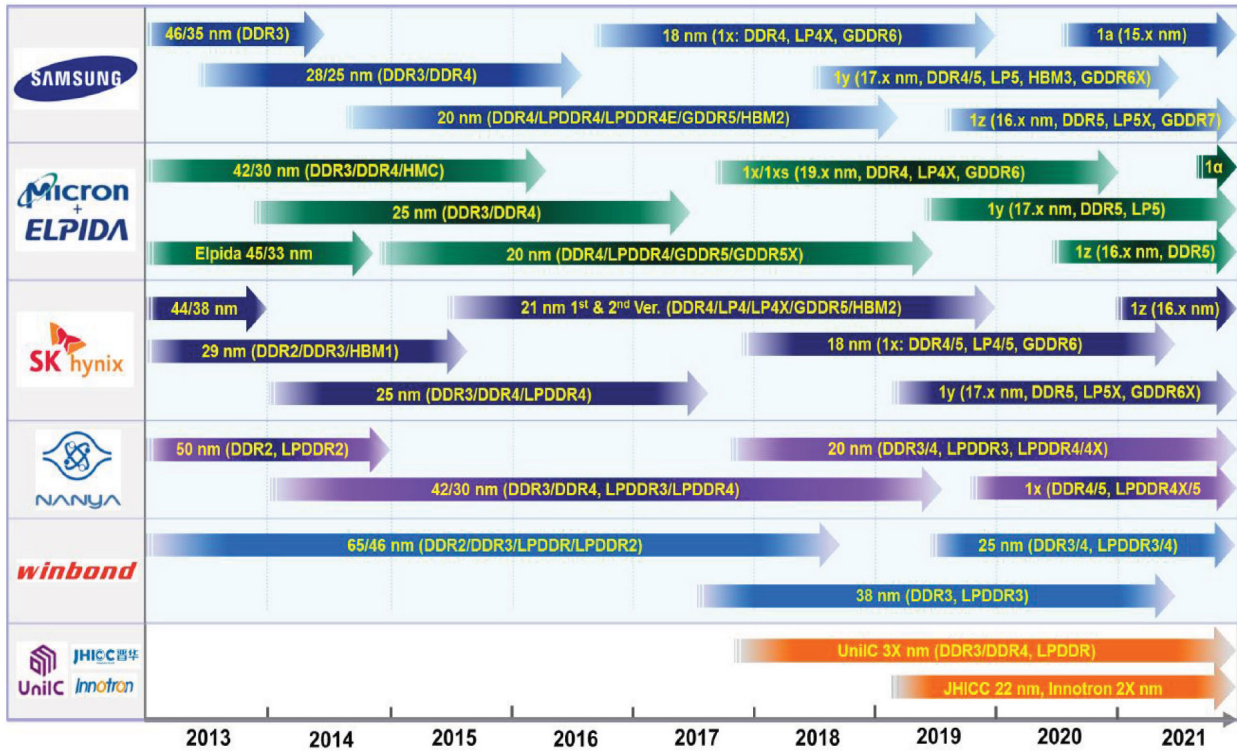 SAMSUNG
46/35 nm (DDR3)
18 nm (1x: DDR4, LP4X, GDDR6)
1a (15.x nm)
28/25 nm (DDR3/DDR4)
1y (17.x nm, DDR4/5, LP5, HBM3, GDDR6X)
20 nm (DDR4/LPDDR4/LPDDR4E/GDDR5/HBM2)
1z (16.x nm, DDR5, LP5X, GDDR7)
Micron
+
ELPIDA
42/30 nm (DDR3/DDR4/HMC)
1x/1xs (19.x nm, DDR4, LP4X, GDDR6)
1α
25 nm (DDR3/DDR4)
1y (17.x nm, DDR5, LP5)
Elpida 45/33 nm
20 nm (DDR4/LPDDR4/GDDR5/GDDR5X)
1z (16.x nm, DDR5)
SK hynix
44/38 nm
21 nm 1st & 2nd Ver. (DDR4/LP4/LP4X/GDDR5/HBM2)
1z (16.x nm)
29 nm (DDR2/DDR3/HBM1)
18 nm (1x: DDR4/5, LP4/5, GDDR6)
25 nm (DDR3/DDR4/LPDDR4)
1y (17.x nm, DDR5, LP5X, GDDR6X)
NANYA
50 nm (DDR2, LPDDR2)
20 nm (DDR3/4, LPDDR3, LPDDR4/4X)
42/30 nm (DDR3/DDR4, LPDDR3/LPDDR4)
1x (DDR4/5, LPDDR4X/5
winbond
65/46 nm (DDR2/DDR3/LPDDR/LPDDR2)
25 nm (DDR3/4, LPDDR3/4)
38 nm (DDR3, LPDDR3)
UniIC
JHICC晋华
Innotron
UniIC 3X nm (DDR3/DDR4, LPDDR)
JHICC 22 nm, Innotron 2X nm
2013 2014 2015 2016 2017 2018 2019 2020 2021